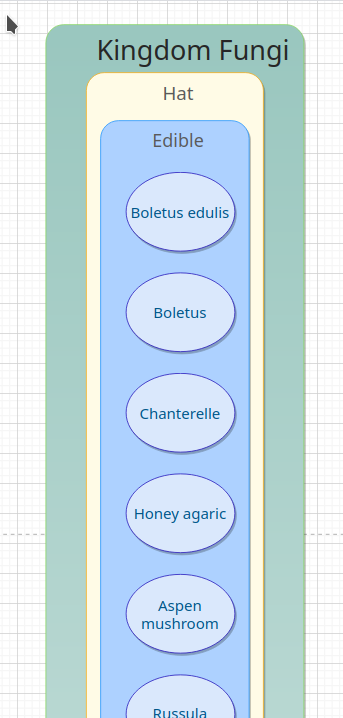 Kingdom Fungi
Hat
Edible
Boletus edulis
Boletus
Chanterelle
Honey agaric
Aspen
mushroom
Russula